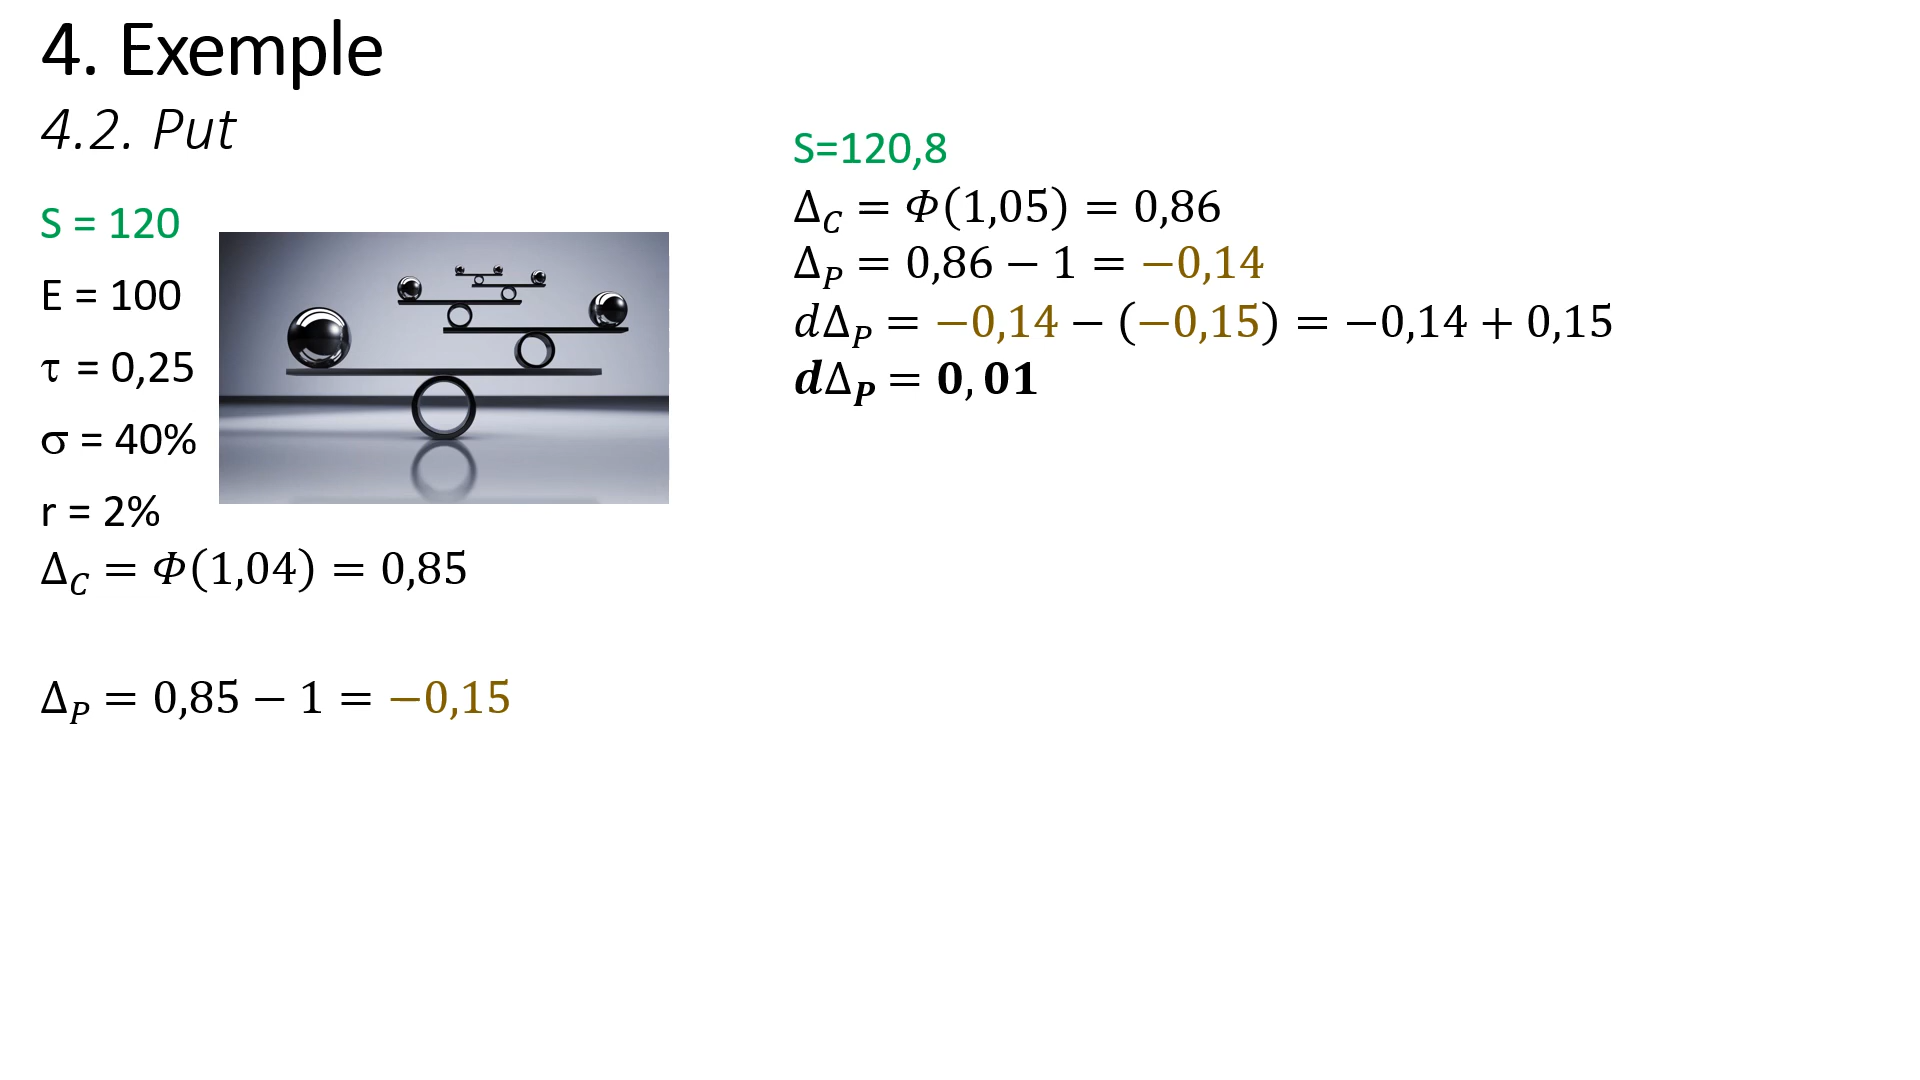 4. Exemple
4.2. Put
S = 120
E = 100
τ = 0,25
σ = 40%
r = 2%
Δ_C = Φ(1,04) = 0,85
Δ_P = 0,85 − 1 = −0,15
S=120,8
Δ_C = Φ(1,05) = 0,86
Δ_P = 0,86 − 1 = −0,14
dΔ_P = −0,14 − (−0,15) = −0,14 + 0,15
dΔ_P = 0,01